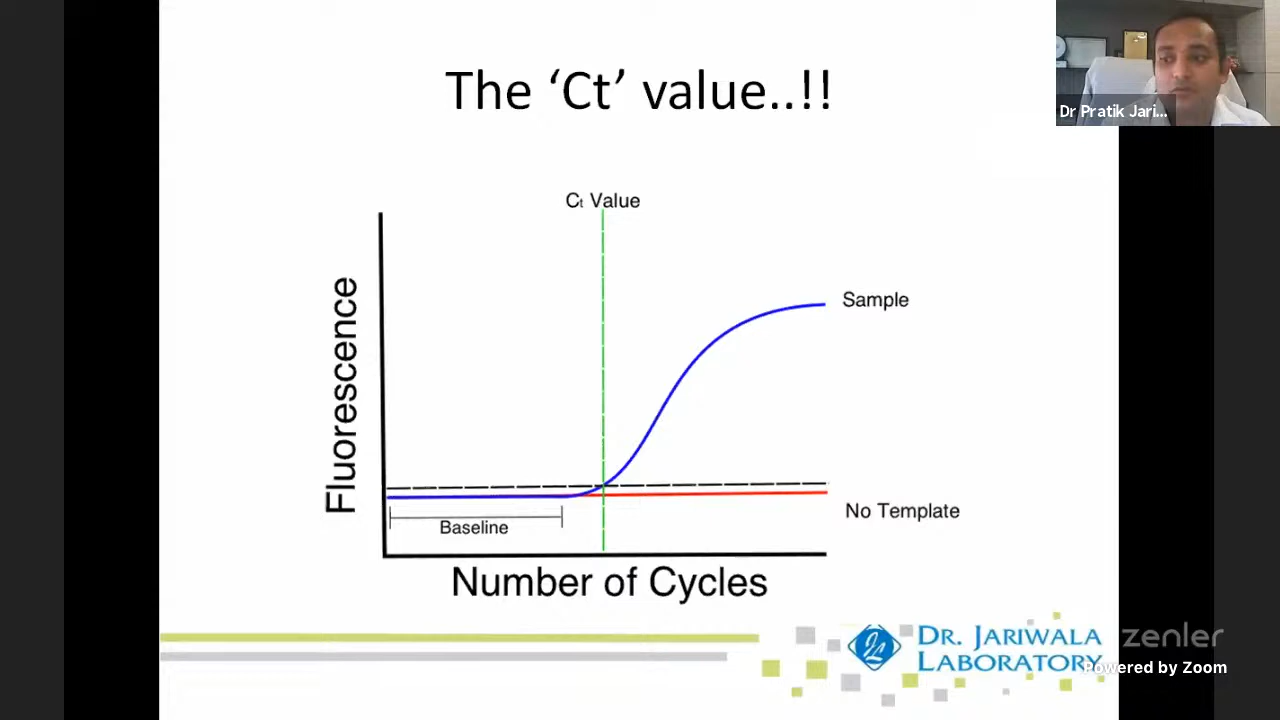 The ‘Ct’ value..!!
Dr Pratik Jari...
Ct Value
Fluorescence
Sample
No Template
Baseline
Number of Cycles
DR. JARIWALA
LABORATORY
zenler
Powered by Zoom